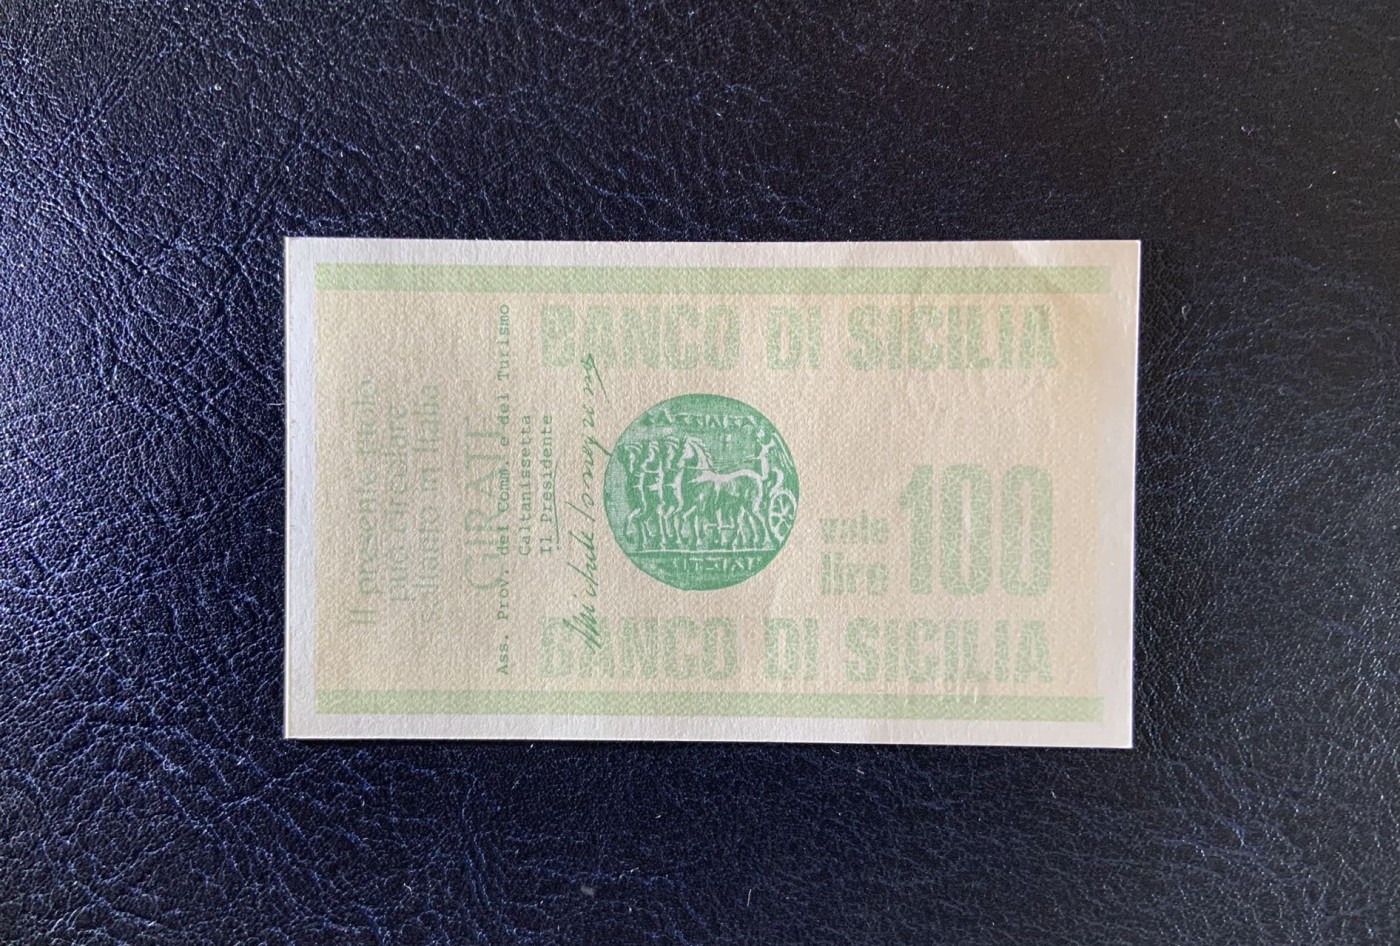 Il presente titolo
può circolare
soltanto in Italia
GIRATE
Ass. Prov. del Comm. e del Turismo
Caltanissetta
Il Presidente
BANCO DI SICILIA
vale
lire 100
BANCO DI SICILIA